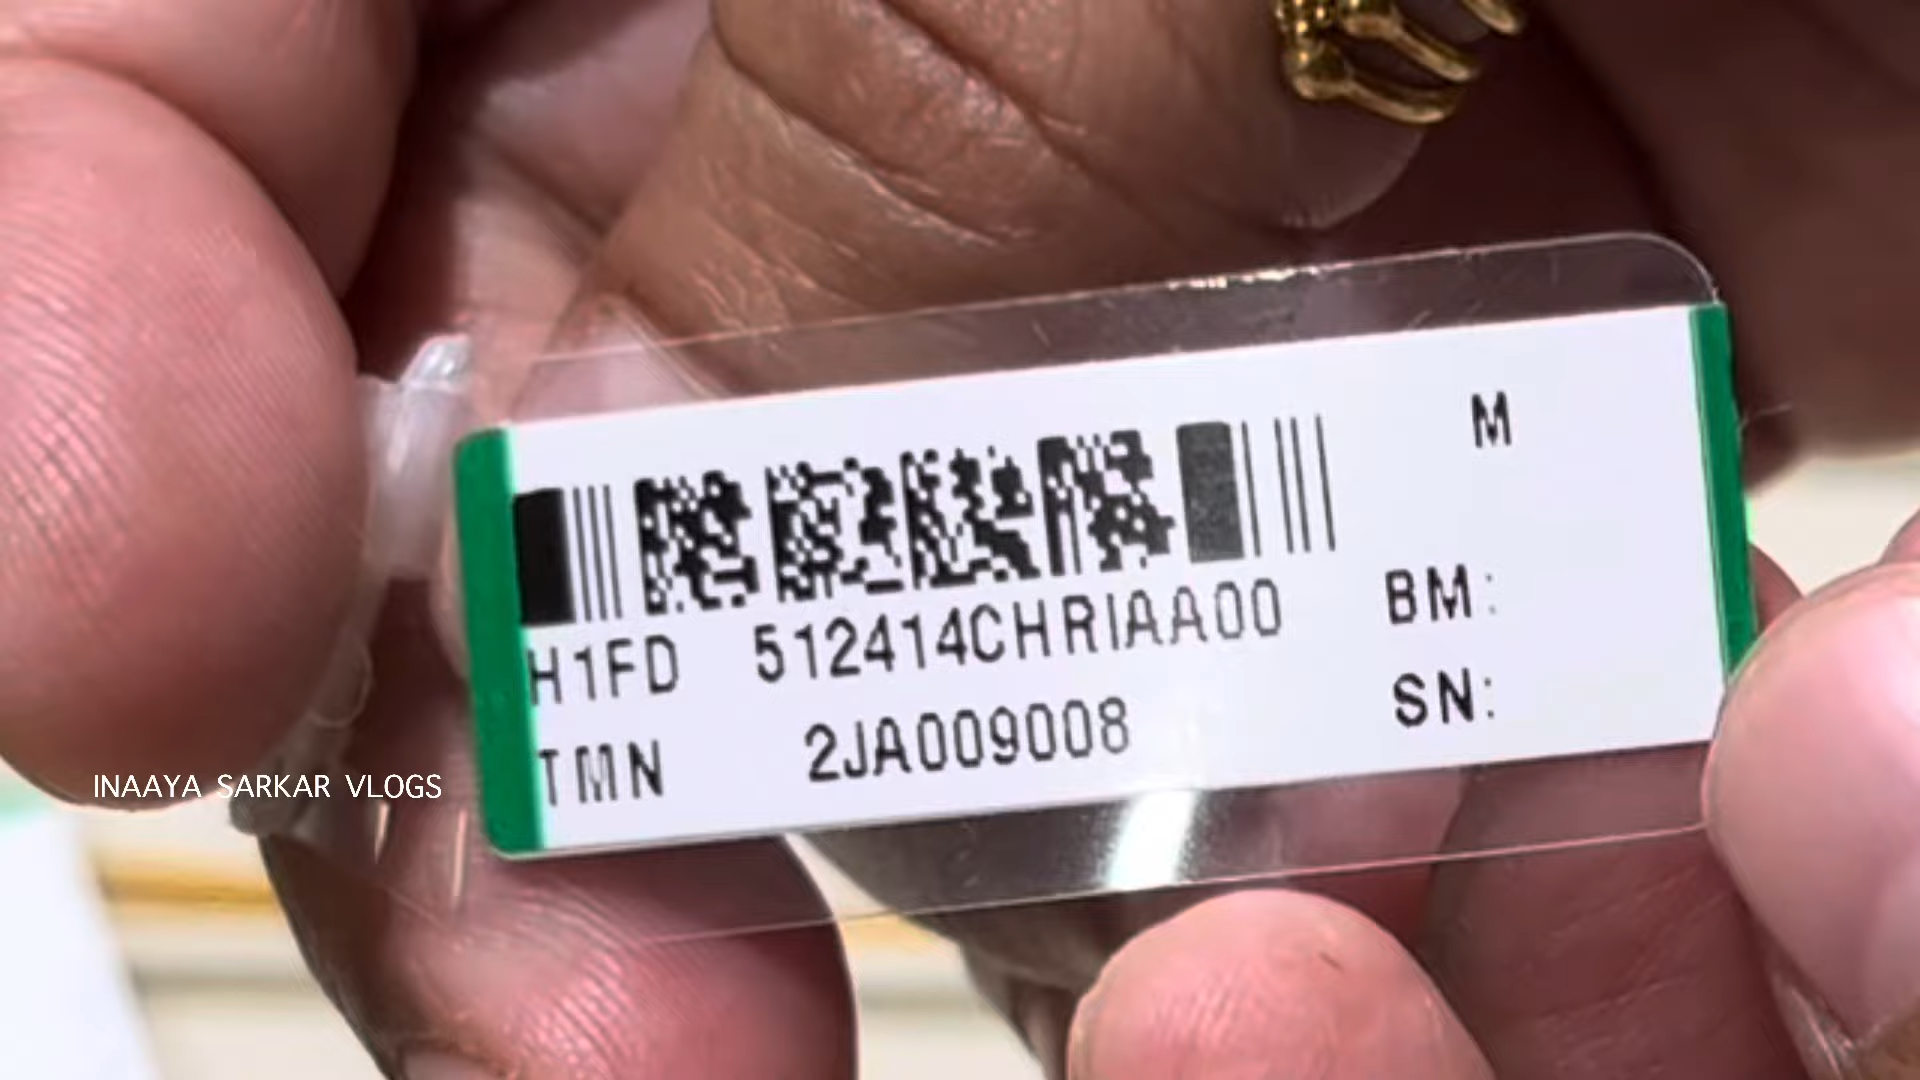 M
H1FD 512414CHRIAA00 BM:
TMN 2JA009008 SN:
INAAYA SARKAR VLOGS